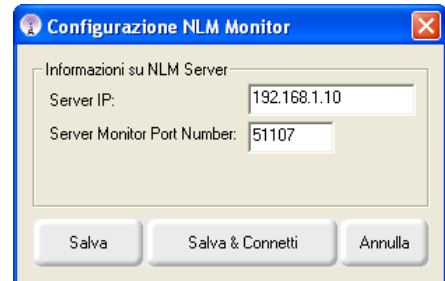 Configurazione NLM Monitor
Informazioni su NLM Server
Server IP: 192.168.1.10
Server Monitor Port Number: 51107
Salva Salva & Connetti Annulla